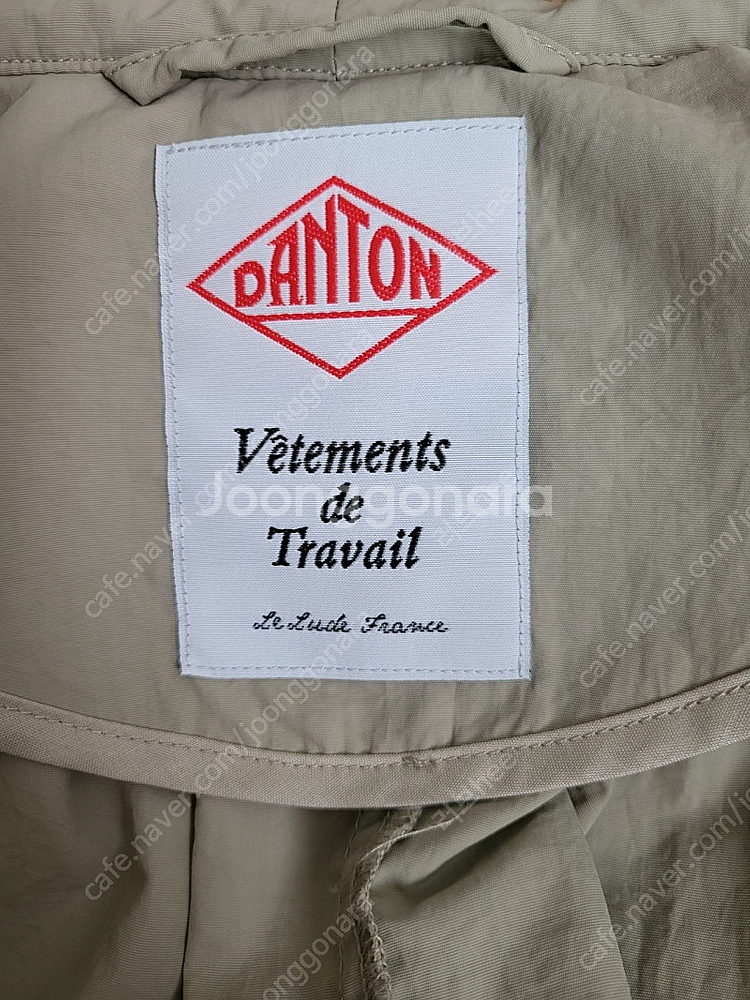 DANTON
Vêtements
de
Joonggonara
Travail
Le Lude France
cafe.naver.com/joonggonara